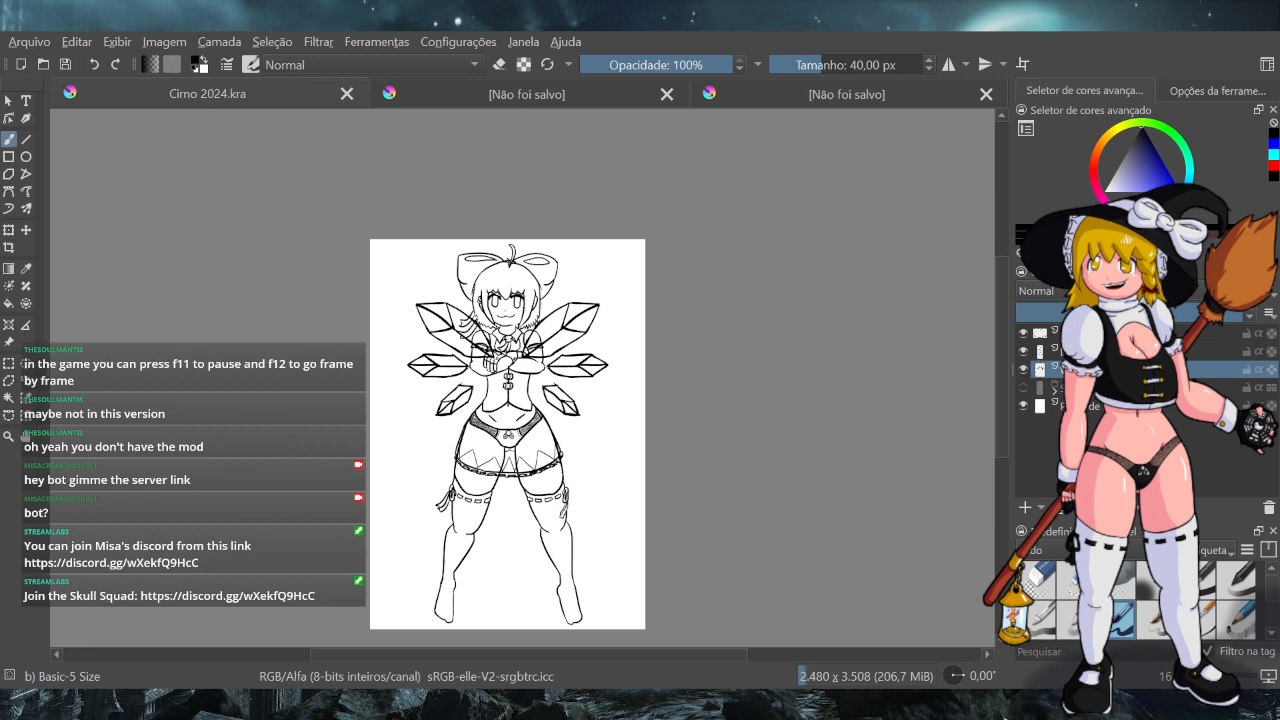 Arquivo Editar Exibir Imagem Camada Seleção Filtrar Ferramentas Configurações Janela Ajuda
Normal Opacidade: 100% Tamanho: 40,00 px
Cirno 2024.kra [Não foi salvo] [Não foi salvo]
Seletor de cores avança... Opções da ferrame...
Seletor de cores avançado
Normal
THESOULMANTIS
in the game you can press f11 to pause and f12 to go frame
by frame
THESOULMANTIS
maybe not in this version
THESOULMANTIS
oh yeah you don't have the mod
hey bot gimme the server link
bot?
STREAMLABS
You can join Misa's discord from this link
https://discord.gg/wXekfQ9HcC
STREAMLABS
Join the Skull Squad: https://discord.gg/wXekfQ9HcC
Pesquisar Filtro na tag
b) Basic-5 Size RGB/Alfa (8-bits inteiros/canal) sRGB-elle-V2-srgbtrc.icc 2.480 x 3.508 (206,7 MiB) 0,00° 16